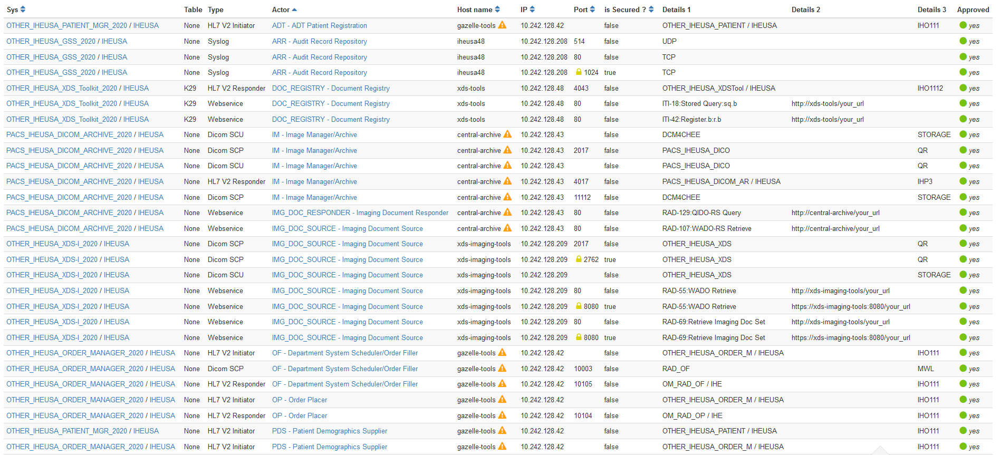 Sys Table Type Actor Host name IP Port is Secured ? Details 1 Details 2 Details 3 Approved
OTHER_IHEUSA_PATIENT_MGR_2020 / IHEUSA None HL7 V2 Initiator ADT - ADT Patient Registration gazelle-tools 10.242.128.42 false OTHER_IHEUSA_PATIENT / IHEUSA IHO111 yes
OTHER_IHEUSA_GSS_2020 / IHEUSA None Syslog ARR - Audit Record Repository iheusa48 10.242.128.208 514 false UDP yes
OTHER_IHEUSA_GSS_2020 / IHEUSA None Syslog ARR - Audit Record Repository iheusa48 10.242.128.208 80 false TCP yes
OTHER_IHEUSA_GSS_2020 / IHEUSA None Syslog ARR - Audit Record Repository iheusa48 10.242.128.208 1024 true TCP yes
OTHER_IHEUSA_XDS_Toolkit_2020 / IHEUSA K29 HL7 V2 Responder DOC_REGISTRY - Document Registry xds-tools 10.242.128.48 4043 false OTHER_IHEUSA_XDSTool / IHEUSA IHO1112 yes
OTHER_IHEUSA_XDS_Toolkit_2020 / IHEUSA K29 Webservice DOC_REGISTRY - Document Registry xds-tools 10.242.128.48 80 false ITI-18:Stored Query:sq.b http://xds-tools/your_url yes
OTHER_IHEUSA_XDS_Toolkit_2020 / IHEUSA K29 Webservice DOC_REGISTRY - Document Registry xds-tools 10.242.128.48 80 false ITI-42:Register.b:r.b http://xds-tools/your_url yes
PACS_IHEUSA_DICOM_ARCHIVE_2020 / IHEUSA None Dicom SCU IM - Image Manager/Archive central-archive 10.242.128.43 false DCM4CHEE STORAGE yes
PACS_IHEUSA_DICOM_ARCHIVE_2020 / IHEUSA None Dicom SCP IM - Image Manager/Archive central-archive 10.242.128.43 2017 false PACS_IHEUSA_DICO QR yes
PACS_IHEUSA_DICOM_ARCHIVE_2020 / IHEUSA None Dicom SCU IM - Image Manager/Archive central-archive 10.242.128.43 false PACS_IHEUSA_DICO QR yes
PACS_IHEUSA_DICOM_ARCHIVE_2020 / IHEUSA None HL7 V2 Responder IM - Image Manager/Archive central-archive 10.242.128.43 4017 false PACS_IHEUSA_DICOM_AR / IHEUSA IHP3 yes
PACS_IHEUSA_DICOM_ARCHIVE_2020 / IHEUSA None Dicom SCP IM - Image Manager/Archive central-archive 10.242.128.43 11112 false DCM4CHEE STORAGE yes
PACS_IHEUSA_DICOM_ARCHIVE_2020 / IHEUSA None Webservice IMG_DOC_RESPONDER - Imaging Document Responder central-archive 10.242.128.43 80 false RAD-129:QIDO-RS Query http://central-archive/your_url yes
PACS_IHEUSA_DICOM_ARCHIVE_2020 / IHEUSA None Webservice IMG_DOC_SOURCE - Imaging Document Source central-archive 10.242.128.43 80 false RAD-107:WADO-RS Retrieve http://central-archive/your_url yes
OTHER_IHEUSA_XDS-I_2020 / IHEUSA None Dicom SCP IMG_DOC_SOURCE - Imaging Document Source xds-imaging-tools 10.242.128.209 2017 false OTHER_IHEUSA_XDS QR yes
OTHER_IHEUSA_XDS-I_2020 / IHEUSA None Dicom SCP IMG_DOC_SOURCE - Imaging Document Source xds-imaging-tools 10.242.128.209 2762 true OTHER_IHEUSA_XDS QR yes
OTHER_IHEUSA_XDS-I_2020 / IHEUSA None Dicom SCU IMG_DOC_SOURCE - Imaging Document Source xds-imaging-tools 10.242.128.209 false OTHER_IHEUSA_XDS STORAGE yes
OTHER_IHEUSA_XDS-I_2020 / IHEUSA None Webservice IMG_DOC_SOURCE - Imaging Document Source xds-imaging-tools 10.242.128.209 80 false RAD-55:WADO Retrieve http://xds-imaging-tools/your_url yes
OTHER_IHEUSA_XDS-I_2020 / IHEUSA None Webservice IMG_DOC_SOURCE - Imaging Document Source xds-imaging-tools 10.242.128.209 8080 true RAD-55:WADO Retrieve https://xds-imaging-tools:8080/your_url yes
OTHER_IHEUSA_XDS-I_2020 / IHEUSA None Webservice IMG_DOC_SOURCE - Imaging Document Source xds-imaging-tools 10.242.128.209 80 false RAD-69:Retrieve Imaging Doc Set http://xds-imaging-tools/your_url yes
OTHER_IHEUSA_XDS-I_2020 / IHEUSA None Webservice IMG_DOC_SOURCE - Imaging Document Source xds-imaging-tools 10.242.128.209 8080 true RAD-69:Retrieve Imaging Doc Set https://xds-imaging-tools:8080/your_url yes
OTHER_IHEUSA_ORDER_MANAGER_2020 / IHEUSA None HL7 V2 Initiator OF - Department System Scheduler/Order Filler gazelle-tools 10.242.128.42 false OTHER_IHEUSA_ORDER_M / IHEUSA IHO111 yes
OTHER_IHEUSA_ORDER_MANAGER_2020 / IHEUSA None Dicom SCP OF - Department System Scheduler/Order Filler gazelle-tools 10.242.128.42 10003 false RAD_OF MWL yes
OTHER_IHEUSA_ORDER_MANAGER_2020 / IHEUSA None HL7 V2 Responder OF - Department System Scheduler/Order Filler gazelle-tools 10.242.128.42 10105 false OM_RAD_OF / IHE IHO111 yes
OTHER_IHEUSA_ORDER_MANAGER_2020 / IHEUSA None HL7 V2 Initiator OP - Order Placer gazelle-tools 10.242.128.42 false OTHER_IHEUSA_ORDER_M / IHEUSA IHO111 yes
OTHER_IHEUSA_ORDER_MANAGER_2020 / IHEUSA None HL7 V2 Responder OP - Order Placer gazelle-tools 10.242.128.42 10104 false OM_RAD_OP / IHE IHO111 yes
OTHER_IHEUSA_PATIENT_MGR_2020 / IHEUSA None HL7 V2 Initiator PDS - Patient Demographics Supplier gazelle-tools 10.242.128.42 false OTHER_IHEUSA_PATIENT / IHEUSA IHO111 yes
OTHER_IHEUSA_ORDER_MANAGER_2020 / IHEUSA None HL7 V2 Initiator PDS - Patient Demographics Supplier gazelle-tools 10.242.128.42 false OTHER_IHEUSA_ORDER_M / IHEUSA IHO111 yes